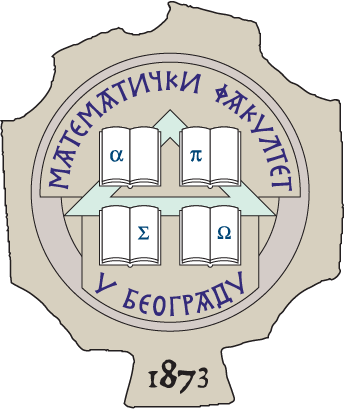 МАТЕМАТИЧКИ ФАКУЛТЕТ
α π
Σ Ω
У БЕОГРАДУ
1873